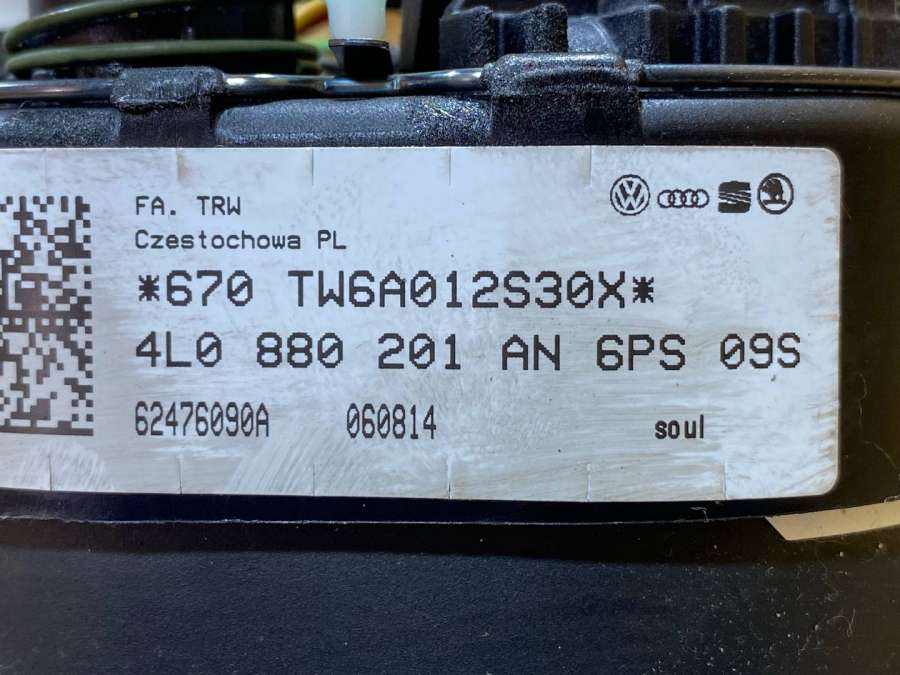 FA. TRW
Czestochowa PL
*670 TW6A012S30X*
4L0 880 201 AN 6PS 09S
62476090A 060814 soul